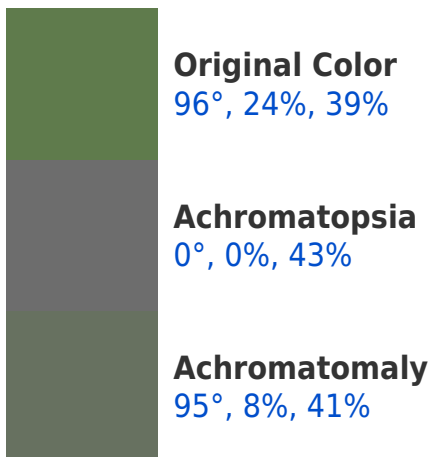 Original Color
96°, 24%, 39%
Achromatopsia
0°, 0%, 43%
Achromatomaly
95°, 8%, 41%